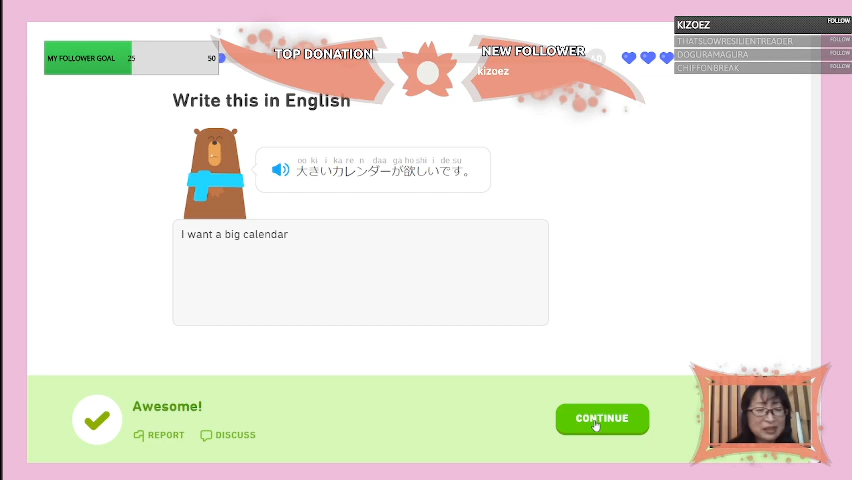 KIZOEZ
FOLLOW
THATSLOWRESILIENTREADER
FOLLOW
DOGURAMAGURA
FOLLOW
CHIFFONBREAK
FOLLOW
MY FOLLOWER GOAL 25 50
TOP DONATION
NEW FOLLOWER
kizoez
Write this in English
oo ki i ka re n daa ga ho shi i de su
大きいカレンダーが欲しいです。
I want a big calendar
Awesome!
REPORT
DISCUSS
CONTINUE